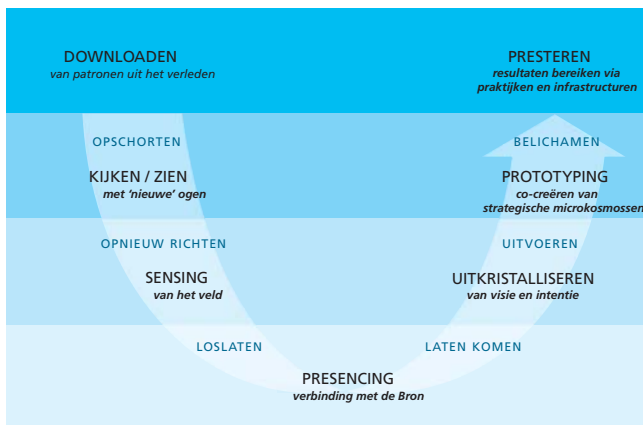 DOWNLOADEN
van patronen uit het verleden
PRESTEREN
resultaten bereiken via
praktijken en infrastructuren
OPSCHORTEN
BELICHAMEN
KIJKEN / ZIEN
met ‘nieuwe’ ogen
PROTOTYPING
co-creëren van
strategische microkosmossen
OPNIEUW RICHTEN
UITVOEREN
SENSING
van het veld
UITKRISTALLISEREN
van visie en intentie
LOSLATEN
LATEN KOMEN
PRESENCING
verbinding met de Bron